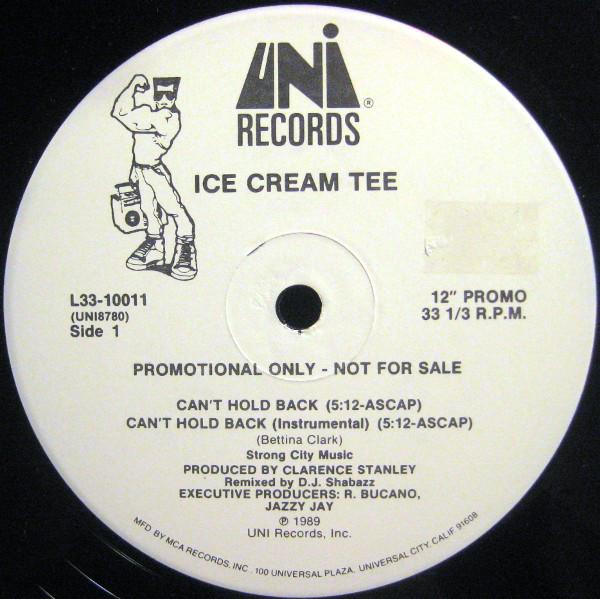 UNI ®
RECORDS
ICE CREAM TEE
L33-10011
(UNI8780)
Side 1
12" PROMO
33 1/3 R.P.M.
PROMOTIONAL ONLY - NOT FOR SALE
CAN'T HOLD BACK (5:12-ASCAP)
CAN'T HOLD BACK (Instrumental) (5:12-ASCAP)
(Bettina Clark)
Strong City Music
PRODUCED BY CLARENCE STANLEY
Remixed by D.J. Shabazz
EXECUTIVE PRODUCERS: R. BUCANO,
JAZZY JAY
℗ 1989
UNI Records, Inc.
MFD BY MCA RECORDS, INC. 100 UNIVERSAL PLAZA, UNIVERSAL CITY, CALIF 91608